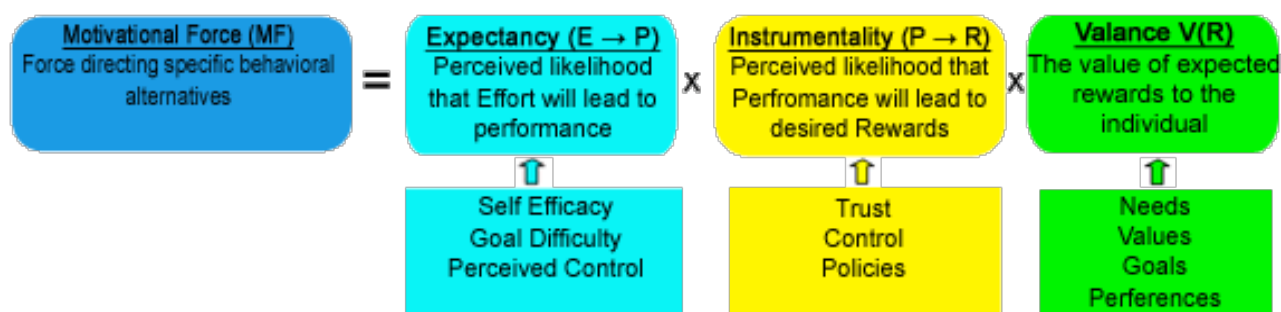 Motivational Force (MF)
Force directing specific behavioral
alternatives
=
Expectancy (E → P)
Perceived likelihood
that Effort will lead to
performance
x
Instrumentality (P → R)
Perceived likelihood that
Perfromance will lead to
desired Rewards
x
Valance V(R)
The value of expected
rewards to the
individual
Self Efficacy
Goal Difficulty
Perceived Control
Trust
Control
Policies
Needs
Values
Goals
Perferences